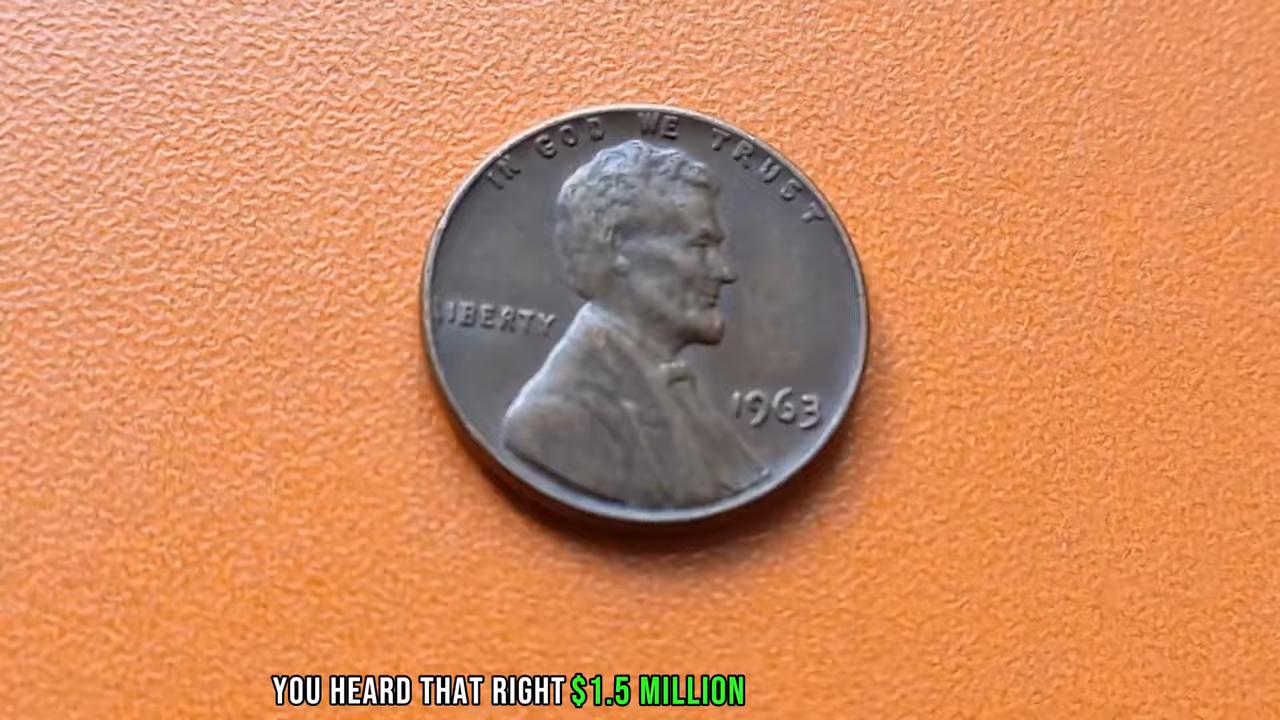 IN GOD WE TRUST
LIBERTY
1963
YOU HEARD THAT RIGHT $1.5 MILLION